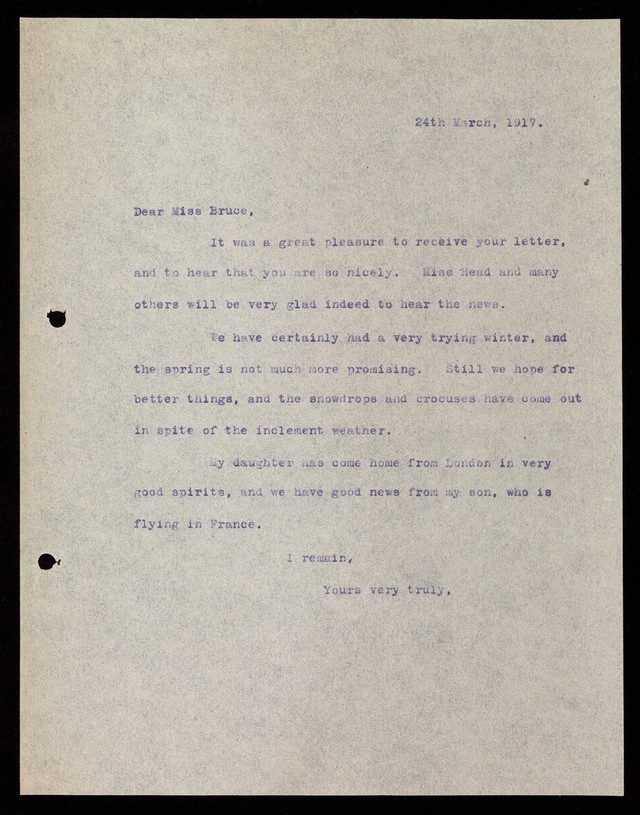 24th March, 1917.
Dear Miss Bruce,
It was a great pleasure to receive your letter,
and to hear that you are so nicely. Miss Head and many
others will be very glad indeed to hear the news.
We have certainly had a very trying winter, and
the spring is not much more promising. Still we hope for
better things, and the snowdrops and crocuses have come out
in spite of the inclement weather.
My daughter has come home from London in very
good spirits, and we have good news from my son, who is
flying in France.
I remain,
Yours very truly,